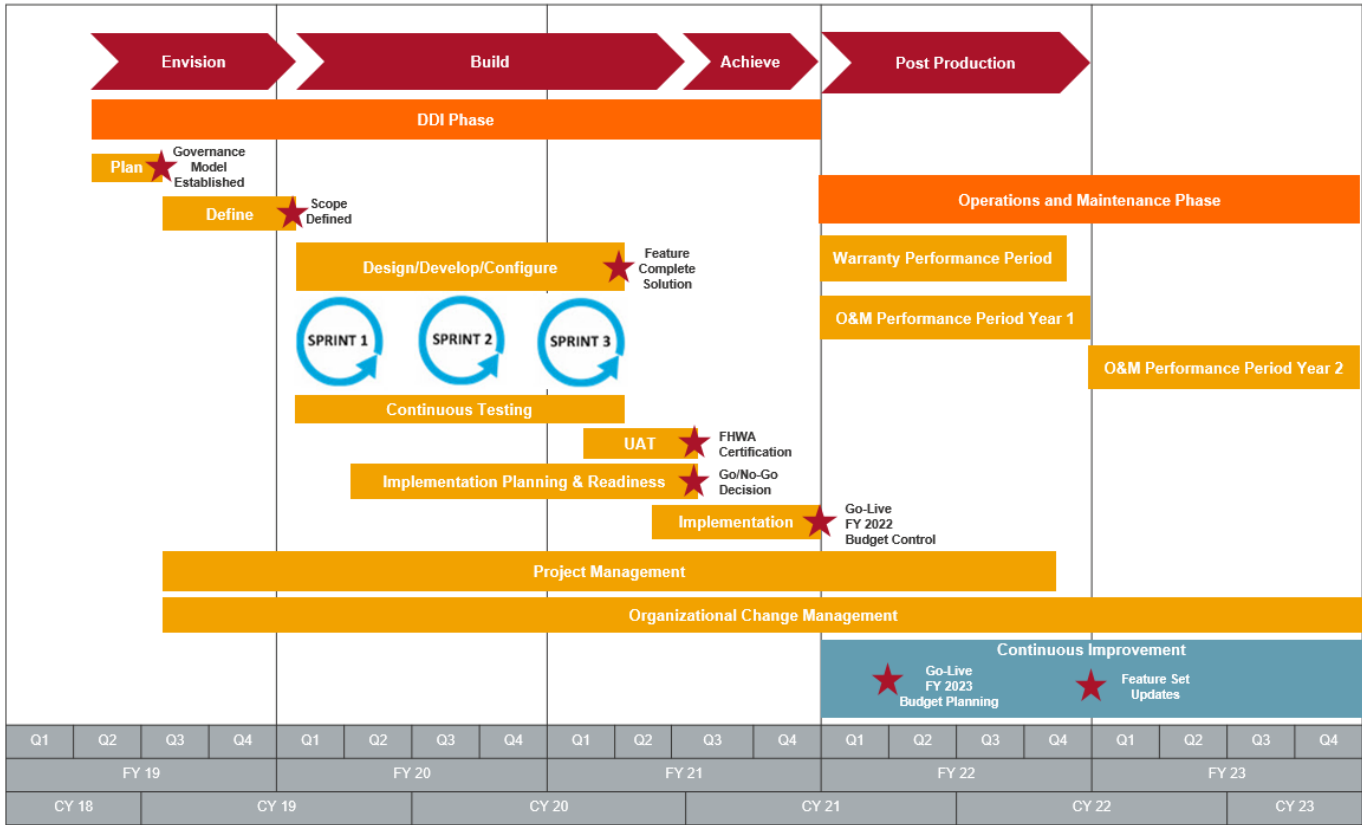 Envision
Build
Achieve
Post Production
DDI Phase
Plan
Governance
Model
Established
Define
Scope
Defined
Operations and Maintenance Phase
Design/Develop/Configure
Feature
Complete
Solution
Warranty Performance Period
SPRINT 1
SPRINT 2
SPRINT 3
O&M Performance Period Year 1
O&M Performance Period Year 2
Continuous Testing
UAT
FHWA
Certification
Implementation Planning & Readiness
Go/No-Go
Decision
Implementation
Go-Live
FY 2022
Budget Control
Project Management
Organizational Change Management
Continuous Improvement
Go-Live
FY 2023
Budget Planning
Feature Set
Updates
Q1 Q2 Q3 Q4 Q1 Q2 Q3 Q4 Q1 Q2 Q3 Q4 Q1 Q2 Q3 Q4 Q1 Q2 Q3 Q4
FY 19 FY 20 FY 21 FY 22 FY 23
CY 18 CY 19 CY 20 CY 21 CY 22 CY 23